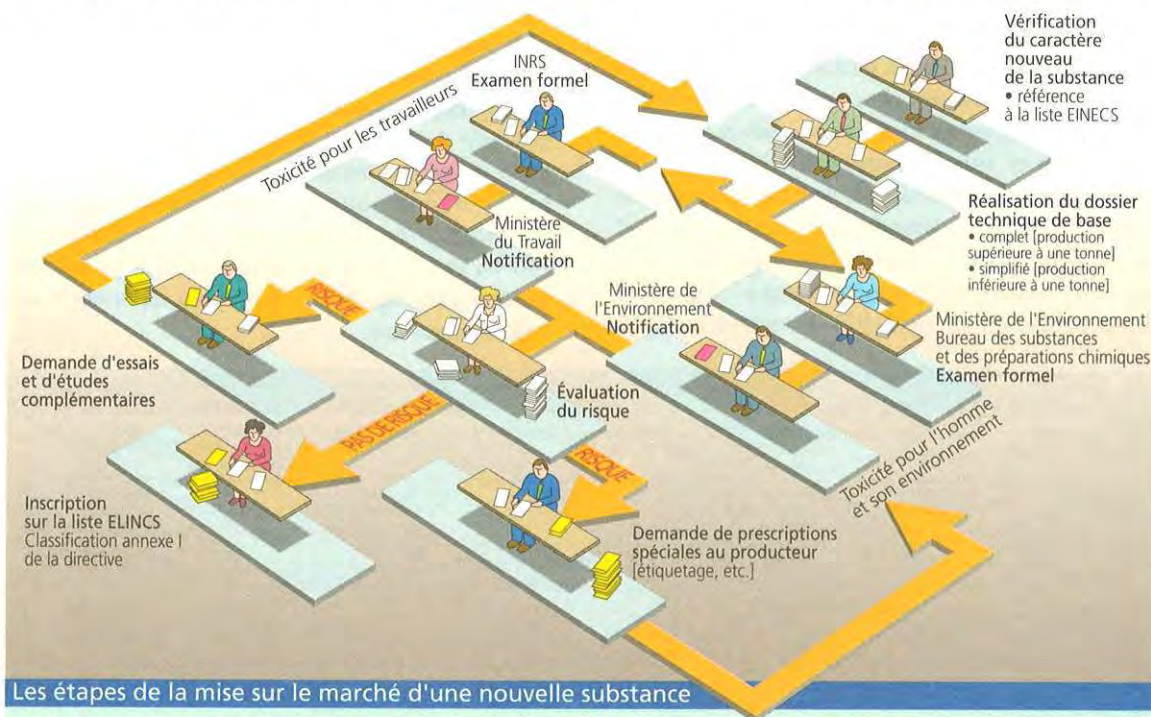 Vérification
du caractère
nouveau
de la substance
• référence
à la liste EINECS
INRS
Examen formel
Toxicité pour les travailleurs
Réalisation du dossier
technique de base
• complet [production
supérieure à une tonne]
• simplifié [production
inférieure à une tonne]
Ministère
du Travail
Notification
Ministère de
l'Environnement
Notification
Ministère de l'Environnement
Bureau des substances
et des préparations chimiques
Examen formel
RISQUE
Demande d'essais
et d'études
complémentaires
Évaluation
du risque
PAS DE RISQUE
RISQUE
Toxicité pour l'homme
et son environnement
Inscription
sur la liste ELINCS
Classification annexe I
de la directive
Demande de prescriptions
spéciales au producteur
[étiquetage, etc.]
Les étapes de la mise sur le marché d'une nouvelle substance